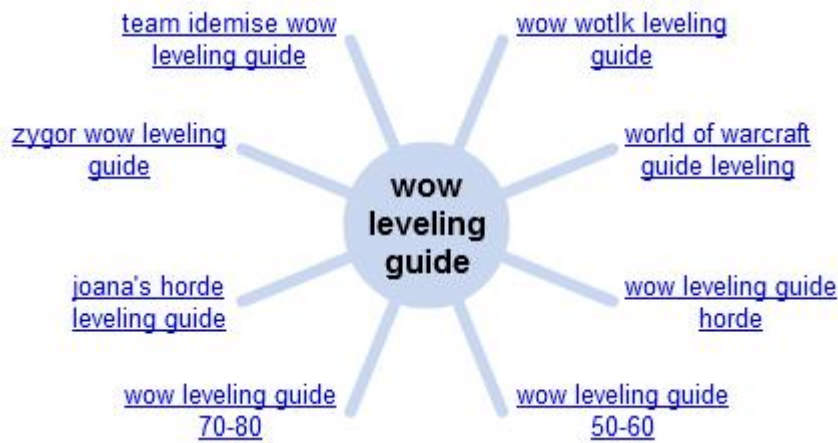 team idemise wow
leveling guide
wow wotlk leveling
guide
zygor wow leveling
guide
world of warcraft
guide leveling
wow
leveling
guide
joana's horde
leveling guide
wow leveling guide
horde
wow leveling guide
70-80
wow leveling guide
50-60